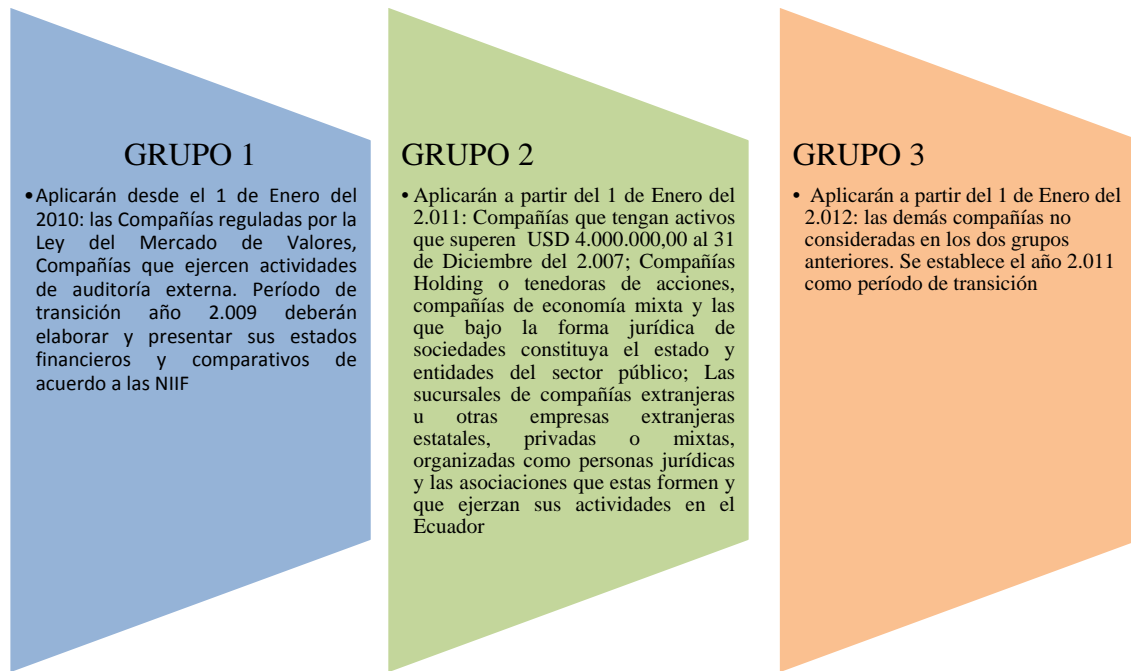 GRUPO 1
•Aplicarán desde el 1 de Enero del
2010: las Compañías reguladas por la
Ley del Mercado de Valores,
Compañías que ejercen actividades
de auditoría externa. Período de
transición año 2.009 deberán
elaborar y presentar sus estados
financieros y comparativos de
acuerdo a las NIIF
GRUPO 2
• Aplicarán a partir del 1 de Enero del
2.011: Compañías que tengan activos
que superen USD 4.000.000,00 al 31
de Diciembre del 2.007; Compañías
Holding o tenedoras de acciones,
compañías de economía mixta y las
que bajo la forma jurídica de
sociedades constituya el estado y
entidades del sector público; Las
sucursales de compañías extranjeras
u otras empresas extranjeras
estatales, privadas o mixtas,
organizadas como personas jurídicas
y las asociaciones que estas formen y
que ejerzan sus actividades en el
Ecuador
GRUPO 3
• Aplicarán a partir del 1 de Enero del
2.012: las demás compañías no
consideradas en los dos grupos
anteriores. Se establece el año 2.011
como período de transición